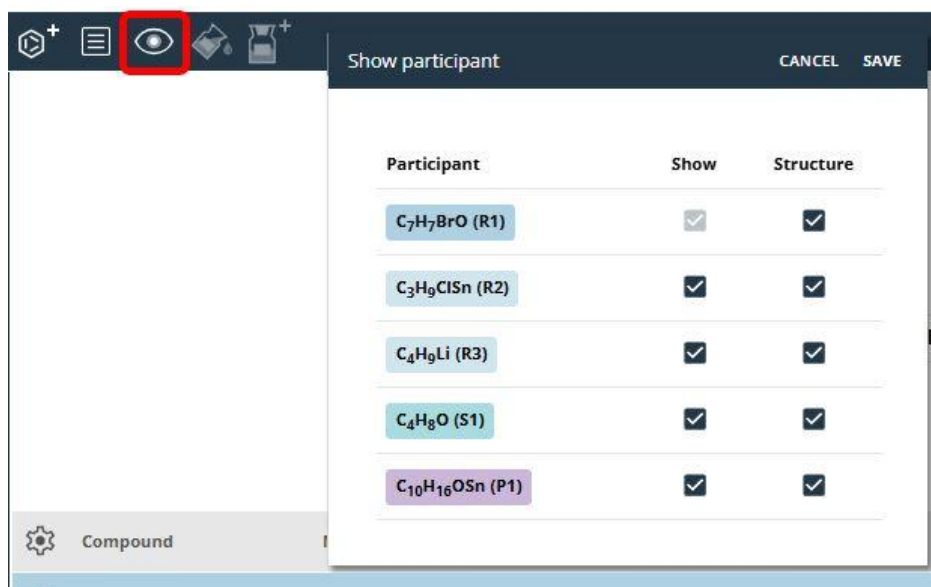 Show participant CANCEL SAVE
Participant Show Structure
C₇H₇BrO (R1)
C₃H₉ClSn (R2)
C₄H₉Li (R3)
C₄H₈O (S1)
C₁₀H₁₆OSn (P1)
Compound